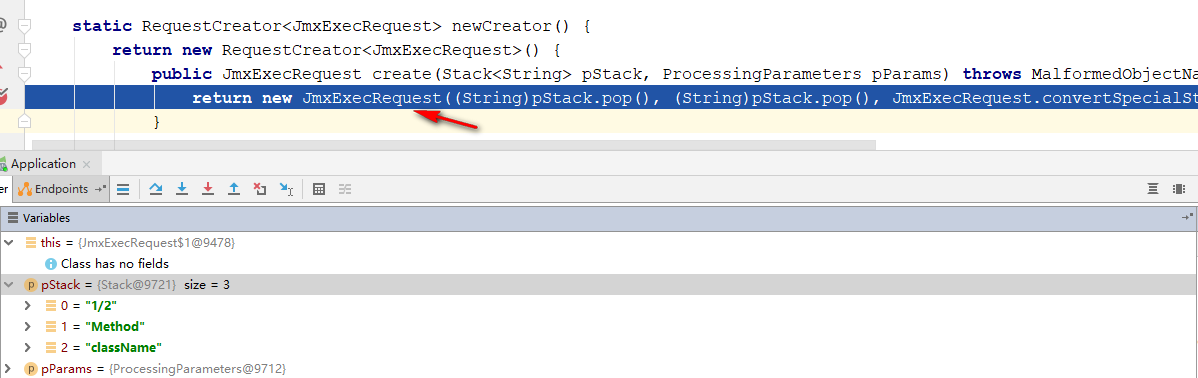 static RequestCreator<JmxExecRequest> newCreator() {
return new RequestCreator<JmxExecRequest>() {
public JmxExecRequest create(Stack<String> pStack, ProcessingParameters pParams) throws MalformedObjectNa
return new JmxExecRequest((String)pStack.pop(), (String)pStack.pop(), JmxExecRequest.convertSpecialSt
}
Application ×
er Endpoints
Variables
this = {JmxExecRequest$1@9478}
Class has no fields
pStack = {Stack@9721} size = 3
0 = "1/2"
1 = "Method"
2 = "className"
pParams = {ProcessingParameters@9712}